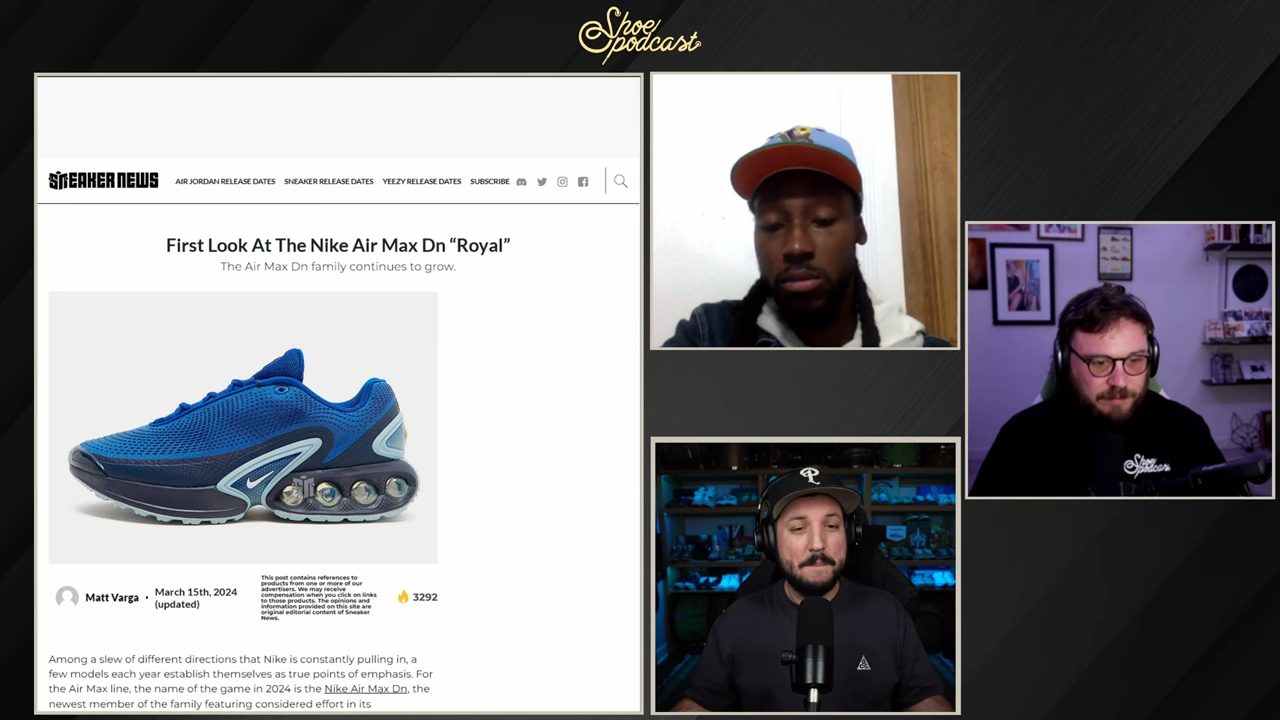 Shoe
podcast
SNEAKER NEWS
AIR JORDAN RELEASE DATES SNEAKER RELEASE DATES YEEZY RELEASE DATES SUBSCRIBE
First Look At The Nike Air Max Dn “Royal”
The Air Max Dn family continues to grow.
Matt Varga • March 15th, 2024
(updated)
This post contains references to
products from one or more of our
advertisers. We may receive
compensation when you click on links
to those products. The opinions and
information provided on this site are
original editorial content of Sneaker
News.
3292
Among a slew of different directions that Nike is constantly pulling in, a
few models each year establish themselves as true points of emphasis. For
the Air Max line, the name of the game in 2024 is the Nike Air Max Dn, the
newest member of the family featuring considered effort in its
Shoe
podcast